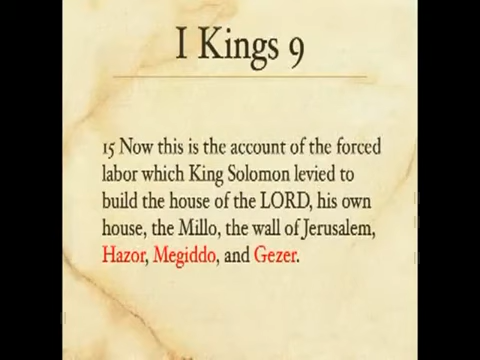 I Kings 9
15 Now this is the account of the forced
labor which King Solomon levied to
build the house of the LORD, his own
house, the Millo, the wall of Jerusalem,
Hazor, Megiddo, and Gezer.